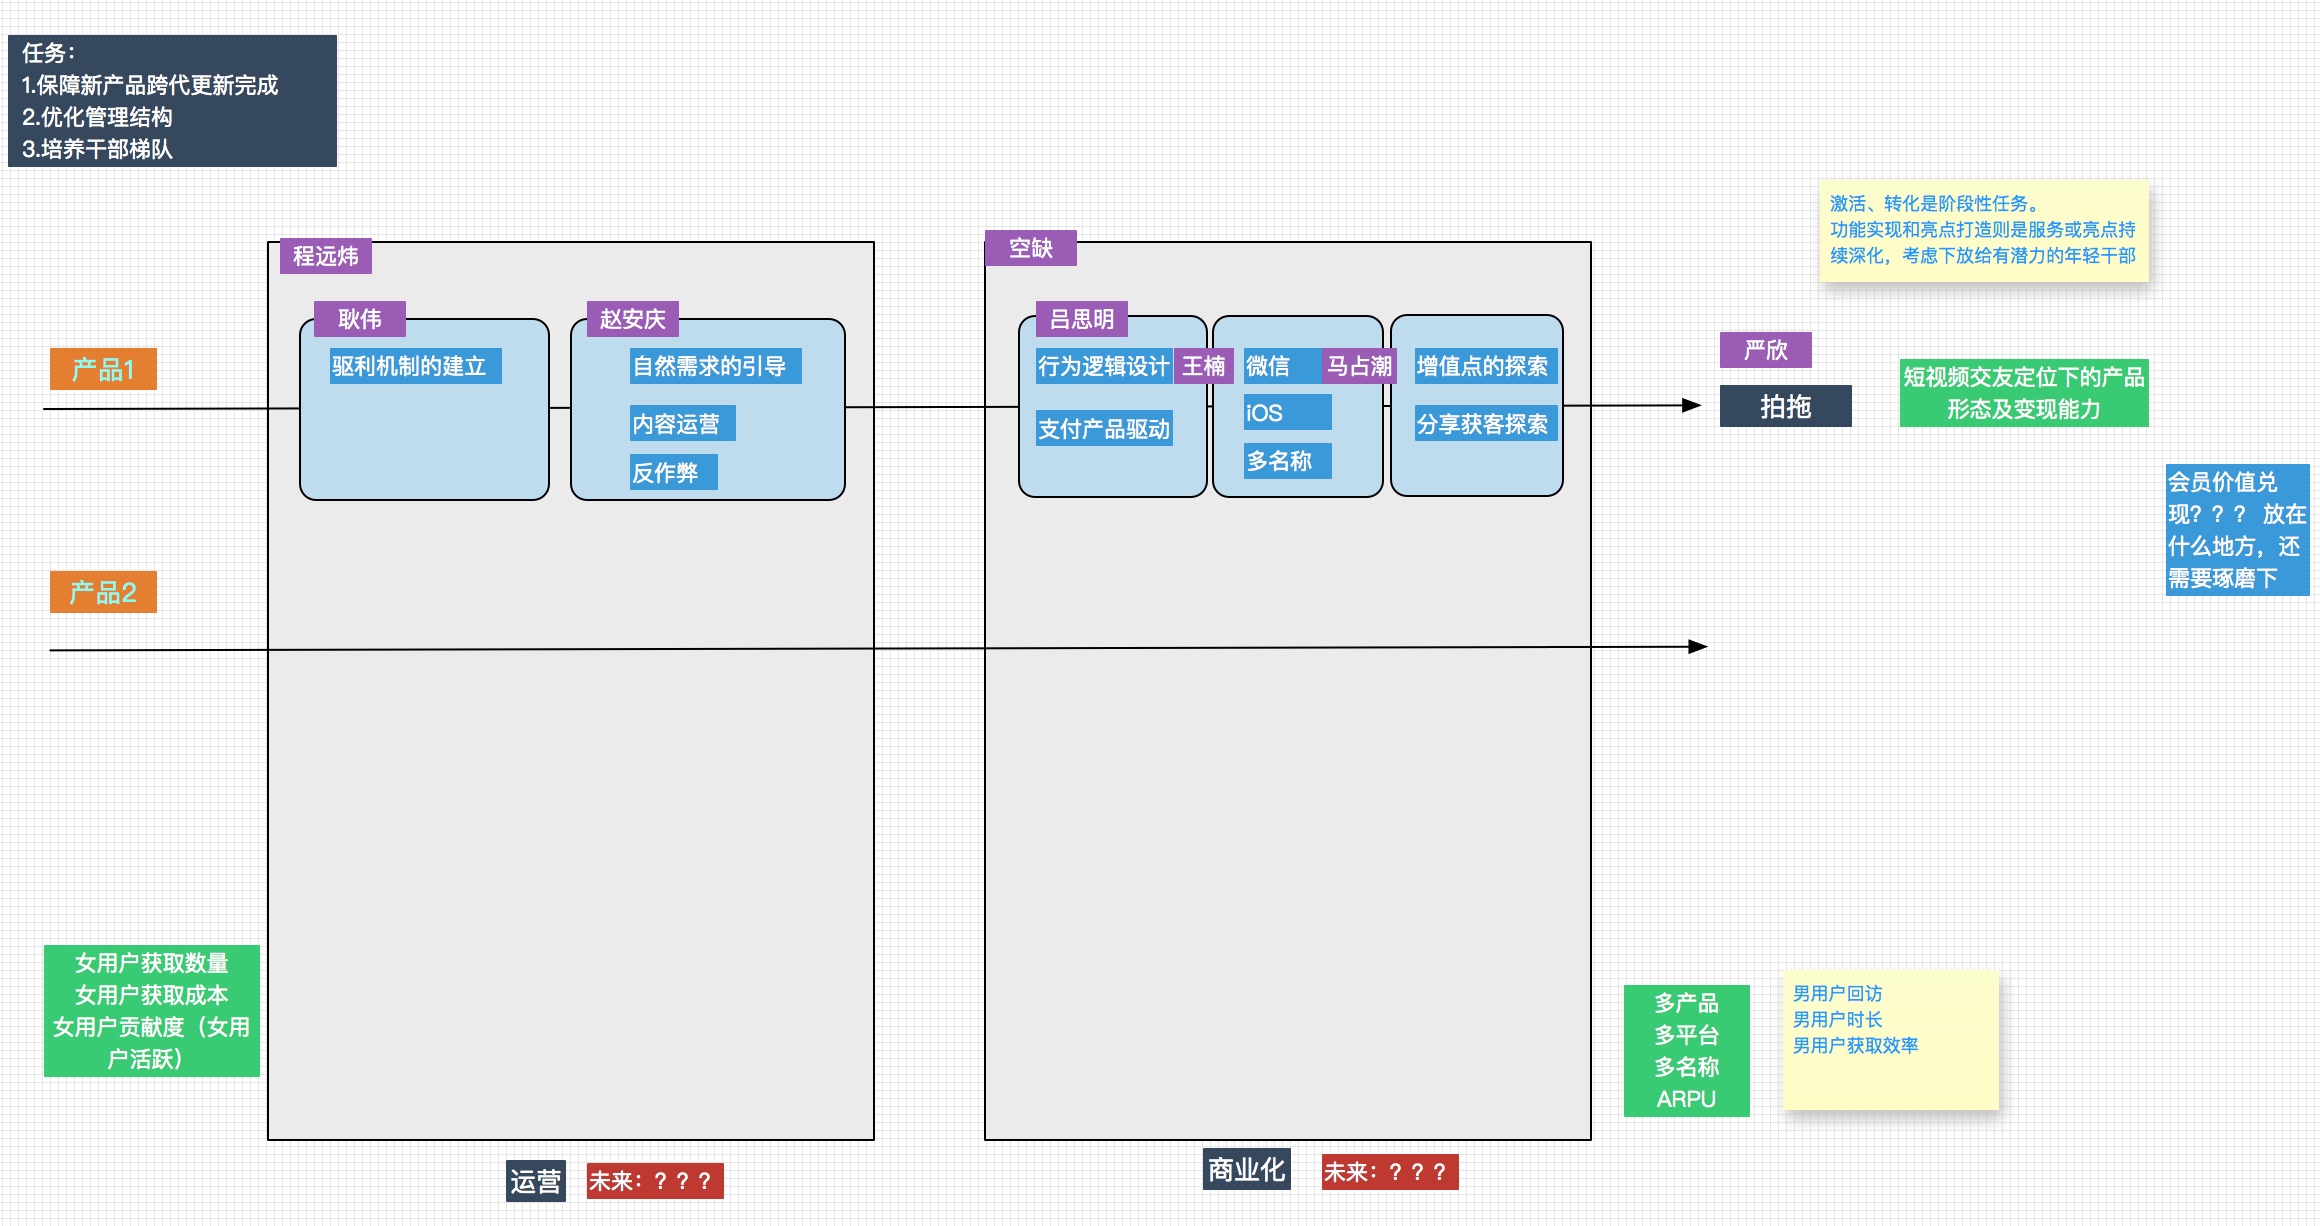 任务：
1.保障新产品跨代更新完成
2.优化管理结构
3.培养干部梯队
激活、转化是阶段性任务。
功能实现和亮点打造则是服务或亮点持
续深化，考虑下放给有潜力的年轻干部
程远炜
空缺
耿伟
赵安庆
吕思明
产品1
驱利机制的建立
自然需求的引导
内容运营
反作弊
行为逻辑设计
王楠
支付产品驱动
微信
马占潮
iOS
多名称
增值点的探索
分享获客探索
严欣
拍拖
短视频交友定位下的产品
形态及变现能力
会员价值兑
现？？？ 放在
什么地方，还
需要琢磨下
产品2
女用户获取数量
女用户获取成本
女用户贡献度（女用
户活跃）
多产品
多平台
多名称
ARPU
男用户回访
男用户时长
男用户获取效率
运营
未来：？？？
商业化
未来：？？？